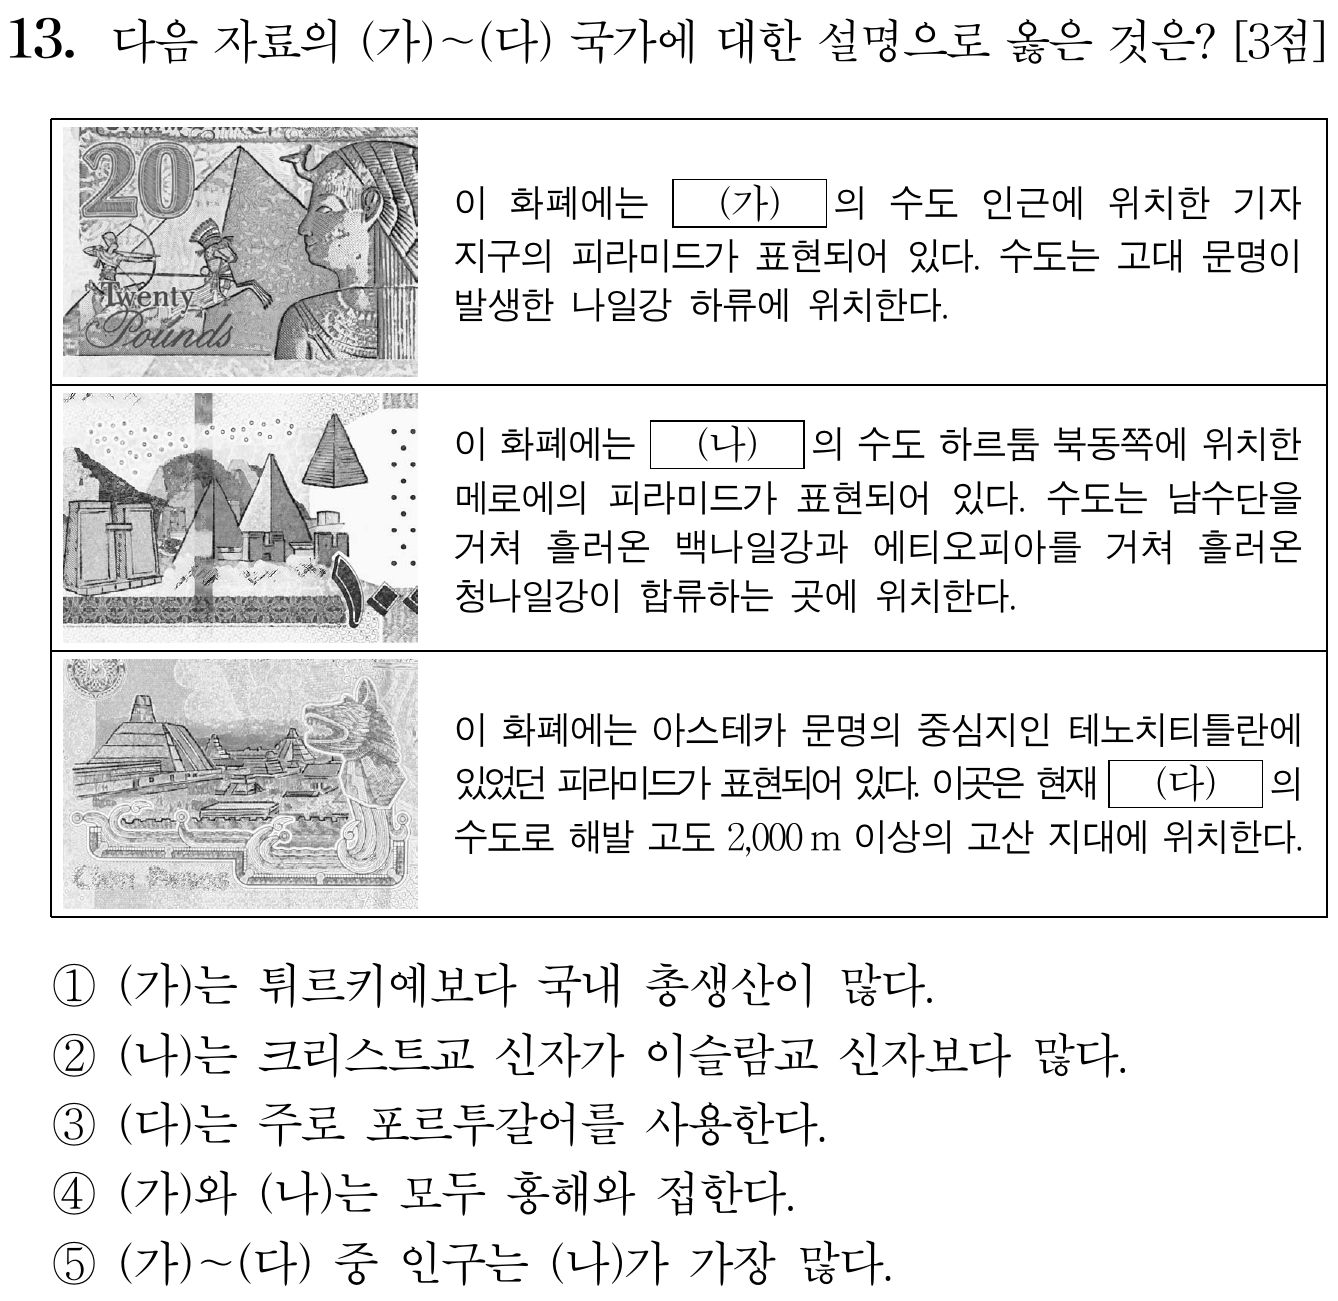 13. 다음 자료의 (가)~(다) 국가에 대한 설명으로 옳은 것은? [3점]
20
Twenty
Pounds
이 화폐에는 (가) 의 수도 인근에 위치한 기자
지구의 피라미드가 표현되어 있다. 수도는 고대 문명이
발생한 나일강 하류에 위치한다.
이 화폐에는 (나) 의 수도 하르툼 북동쪽에 위치한
메로에의 피라미드가 표현되어 있다. 수도는 남수단을
거쳐 흘러온 백나일강과 에티오피아를 거쳐 흘러온
청나일강이 합류하는 곳에 위치한다.
이 화폐에는 아스테카 문명의 중심지인 테노치티틀란에
있었던 피라미드가 표현되어 있다. 이곳은 현재 (다) 의
수도로 해발 고도 2,000 m 이상의 고산 지대에 위치한다.
① (가)는 튀르키예보다 국내 총생산이 많다.
② (나)는 크리스트교 신자가 이슬람교 신자보다 많다.
③ (다)는 주로 포르투갈어를 사용한다.
④ (가)와 (나)는 모두 홍해와 접한다.
⑤ (가)~(다) 중 인구는 (나)가 가장 많다.